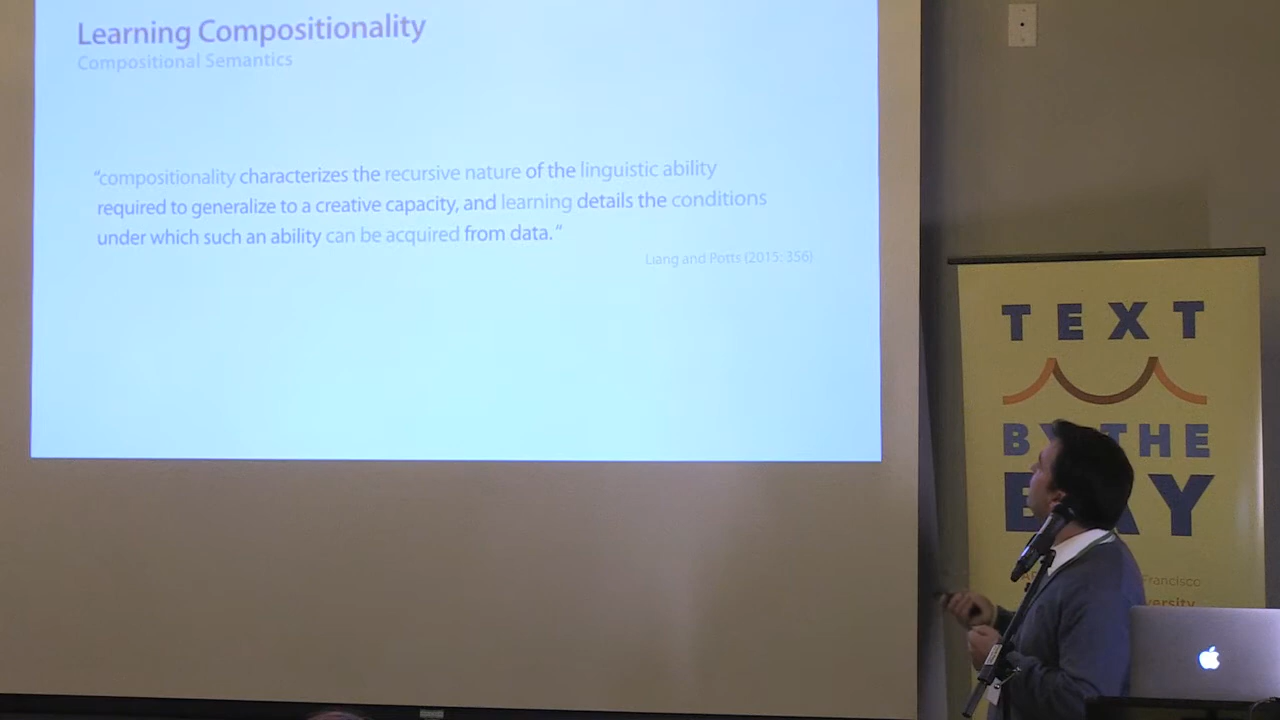 Learning Compositionality
Compositional Semantics
“compositionality characterizes the recursive nature of the linguistic ability
required to generalize to a creative capacity, and learning details the conditions
under which such an ability can be acquired from data.”
Liang and Potts (2015: 356)
TEXT
BY THE
BAY
Francisco